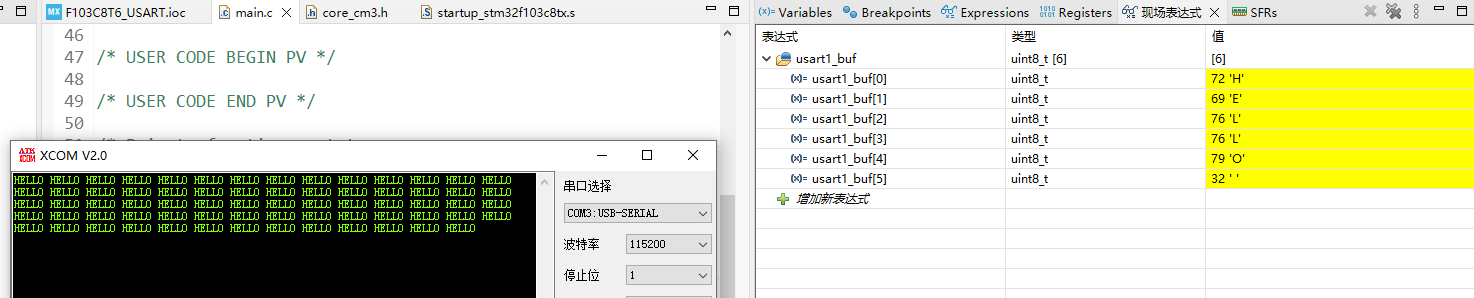 F103C8T6_USART.ioc main.c core_cm3.h startup_stm32f103c8tx.s
46
47 /* USER CODE BEGIN PV */
48
49 /* USER CODE END PV */
50
ATK XCOM XCOM V2.0
HELLO HELLO HELLO HELLO HELLO HELLO HELLO HELLO HELLO HELLO HELLO HELLO HELLO HELLO
HELLO HELLO HELLO HELLO HELLO HELLO HELLO HELLO HELLO HELLO HELLO HELLO HELLO HELLO
HELLO HELLO HELLO HELLO HELLO HELLO HELLO HELLO HELLO HELLO HELLO HELLO HELLO HELLO
HELLO HELLO HELLO HELLO HELLO HELLO HELLO HELLO HELLO HELLO HELLO HELLO HELLO HELLO
HELLO HELLO HELLO HELLO HELLO HELLO HELLO HELLO HELLO HELLO HELLO HELLO HELLO
串口选择
COM3:USB-SERIAL
波特率 115200
停止位 1
Variables Breakpoints Expressions Registers 现场表达式 SFRs
表达式 类型 值
usart1_buf uint8_t [6] [6]
usart1_buf[0] uint8_t 72 'H'
usart1_buf[1] uint8_t 69 'E'
usart1_buf[2] uint8_t 76 'L'
usart1_buf[3] uint8_t 76 'L'
usart1_buf[4] uint8_t 79 'O'
usart1_buf[5] uint8_t 32 ' '
增加新表达式